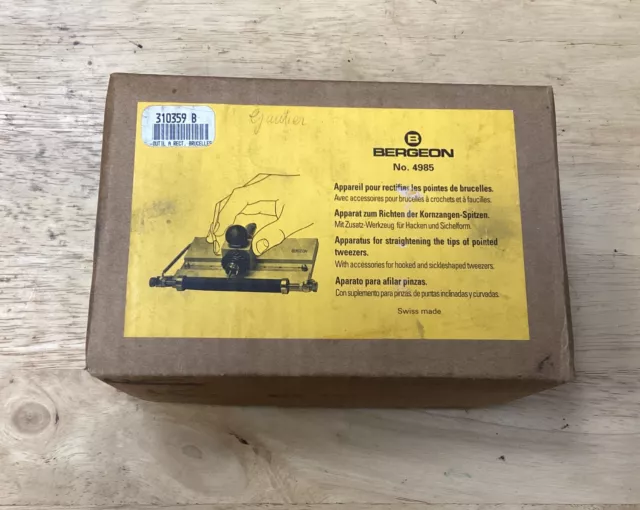 310359 B
OUTIL A RECT. BRUCELLES
B
BERGEON
No. 4985
Appareil pour rectifier les pointes de brucelles.
Avec accessoires pour brucelles à crochets et à faucilles.
Apparat zum Richten der Kornzangen-Spitzen.
Mit Zusatz-Werkzeug für Hacken und Sichelform.
Apparatus for straightening the tips of pointed
tweezers.
With accessories for hooked and sickleshaped tweezers.
Aparato para afilar pinzas.
Con suplemento para pinzas, de puntas inclinadas y curvadas.
Swiss made
BERGEON